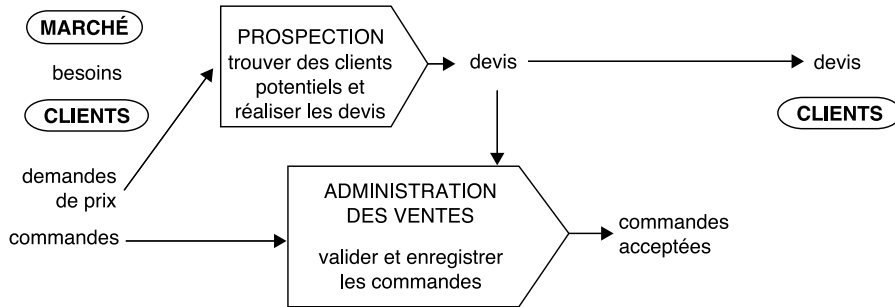 MARCHÉ
besoins
CLIENTS
demandes
de prix
commandes
PROSPECTION
trouver des clients
potentiels et
réaliser les devis
devis
devis
CLIENTS
ADMINISTRATION
DES VENTES
valider et enregistrer
les commandes
commandes
acceptées